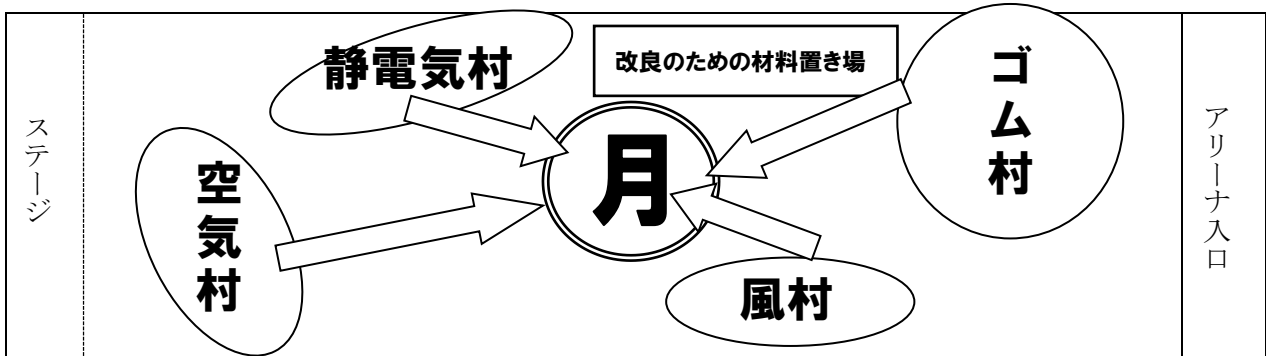 ステージ
静電気村
空気村
改良のための材料置き場
月
ゴム村
風村
アリーナ入口